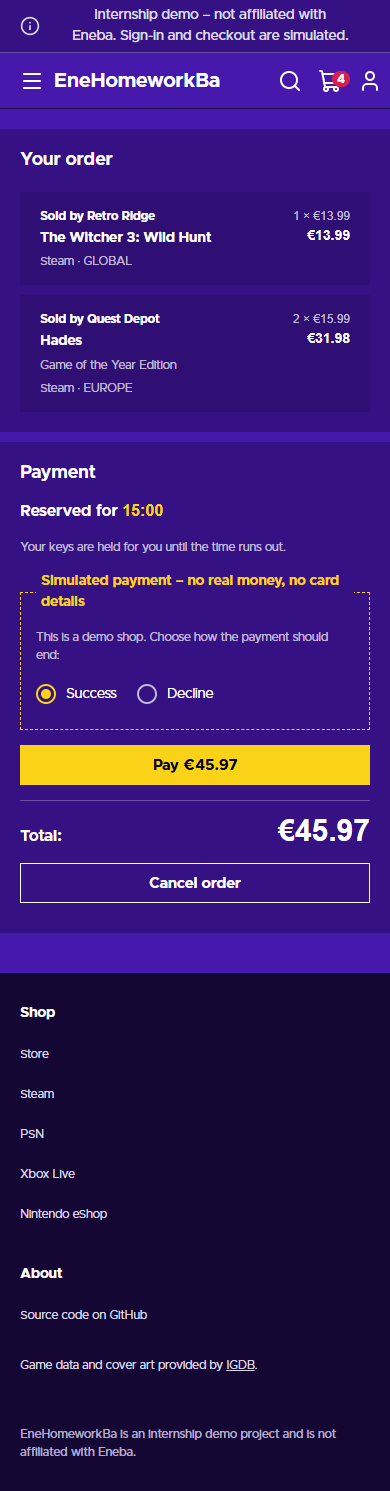 Internship demo – not affiliated with
Eneba. Sign-in and checkout are simulated.
EneHomeworkBa
4
Your order
Sold by Retro Ridge
1 × €13.99
The Witcher 3: Wild Hunt
€13.99
Steam · GLOBAL
Sold by Quest Depot
2 × €15.99
Hades
€31.98
Game of the Year Edition
Steam · EUROPE
Payment
Reserved for 15:00
Your keys are held for you until the time runs out.
Simulated payment – no real money, no card
details
This is a demo shop. Choose how the payment should
end:
Success
Decline
Pay €45.97
Total:
€45.97
Cancel order
Shop
Store
Steam
PSN
Xbox Live
Nintendo eShop
About
Source code on GitHub
Game data and cover art provided by IGDB.
EneHomeworkBa is an internship demo project and is not
affiliated with Eneba.